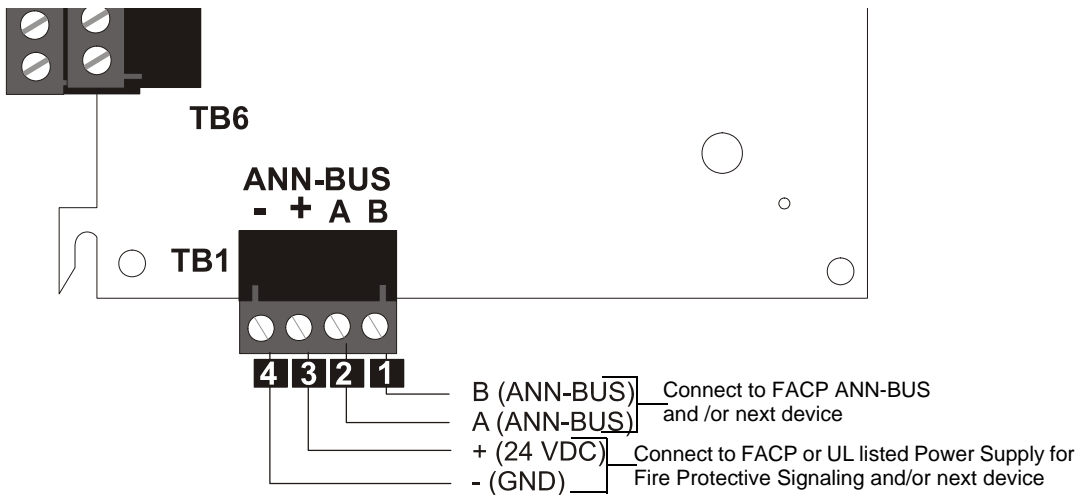 TB6
ANN-BUS
- + A B
TB1
4 3 2 1
B (ANN-BUS)
A (ANN-BUS)
Connect to FACP ANN-BUS
and /or next device
+ (24 VDC)
- (GND)
Connect to FACP or UL listed Power Supply for
Fire Protective Signaling and/or next device